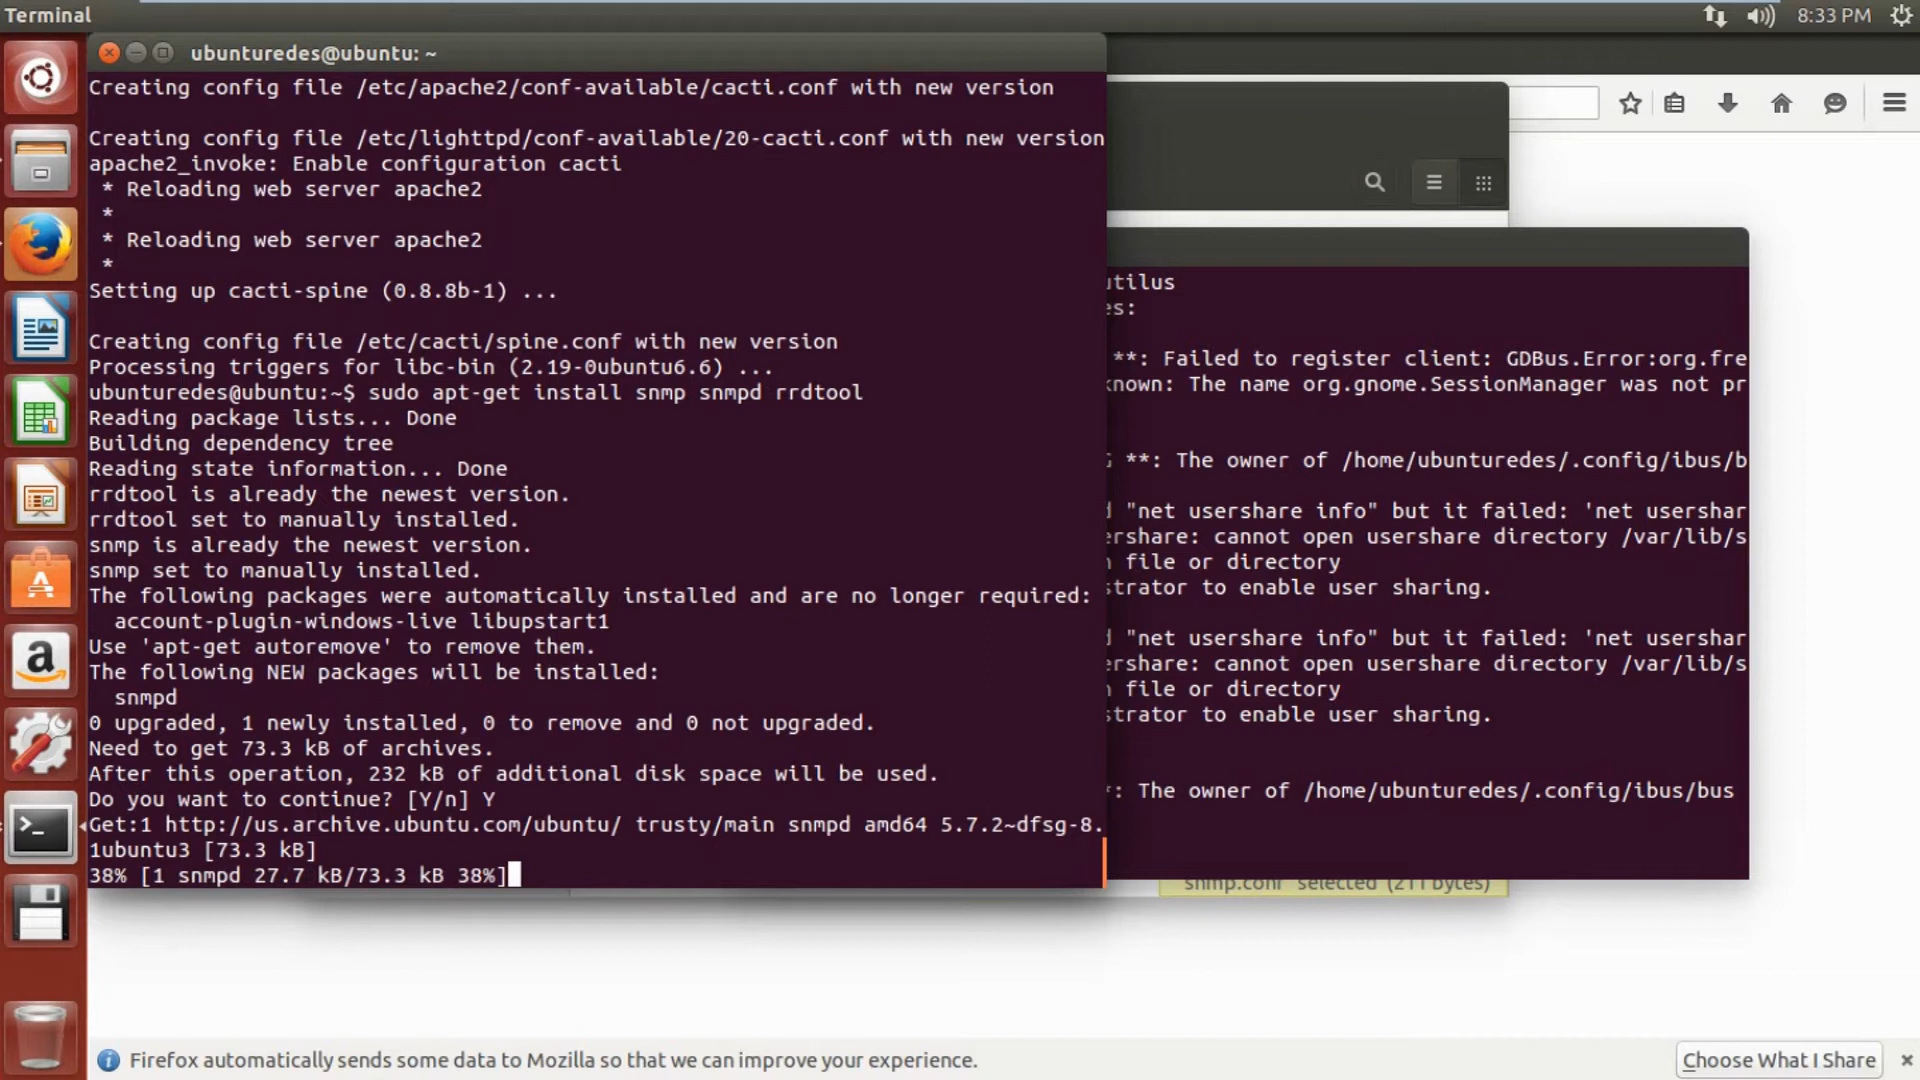 Terminal
8:33 PM
ubunturedes@ubuntu: ~
Creating config file /etc/apache2/conf-available/cacti.conf with new version
Creating config file /etc/lighttpd/conf-available/20-cacti.conf with new version
apache2_invoke: Enable configuration cacti
* Reloading web server apache2
*
* Reloading web server apache2
*
Setting up cacti-spine (0.8.8b-1) ...
Creating config file /etc/cacti/spine.conf with new version
Processing triggers for libc-bin (2.19-0ubuntu6.6) ...
ubunturedes@ubuntu:~$ sudo apt-get install snmp snmpd rrdtool
Reading package lists... Done
Building dependency tree
Reading state information... Done
rrdtool is already the newest version.
rrdtool set to manually installed.
snmp is already the newest version.
snmp set to manually installed.
The following packages were automatically installed and are no longer required:
account-plugin-windows-live libupstart1
Use 'apt-get autoremove' to remove them.
The following NEW packages will be installed:
snmpd
0 upgraded, 1 newly installed, 0 to remove and 0 not upgraded.
Need to get 73.3 kB of archives.
After this operation, 232 kB of additional disk space will be used.
Do you want to continue? [Y/n] Y
Get:1 http://us.archive.ubuntu.com/ubuntu/ trusty/main snmpd amd64 5.7.2~dfsg-8.
1ubuntu3 [73.3 kB]
38% [1 snmpd 27.7 kB/73.3 kB 38%]
utilus
es:
**: Failed to register client: GDBus.Error:org.fre
known: The name org.gnome.SessionManager was not pr
G **: The owner of /home/ubunturedes/.config/ibus/b
d "net usershare info" but it failed: 'net usershar
ershare: cannot open usershare directory /var/lib/s
n file or directory
strator to enable user sharing.
d "net usershare info" but it failed: 'net usershar
ershare: cannot open usershare directory /var/lib/s
n file or directory
strator to enable user sharing.
*: The owner of /home/ubunturedes/.config/ibus/bus
"snmp.conf" selected (211 bytes)
Firefox automatically sends some data to Mozilla so that we can improve your experience.
Choose What I Share